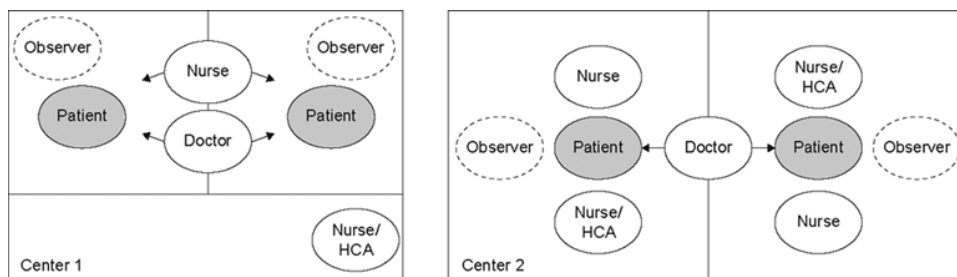 Observer
Observer
Nurse
Patient
Patient
Doctor
Nurse/
HCA
Center 1
Nurse
Nurse/
HCA
Observer
Patient
Doctor
Patient
Observer
Nurse/
HCA
Nurse
Center 2